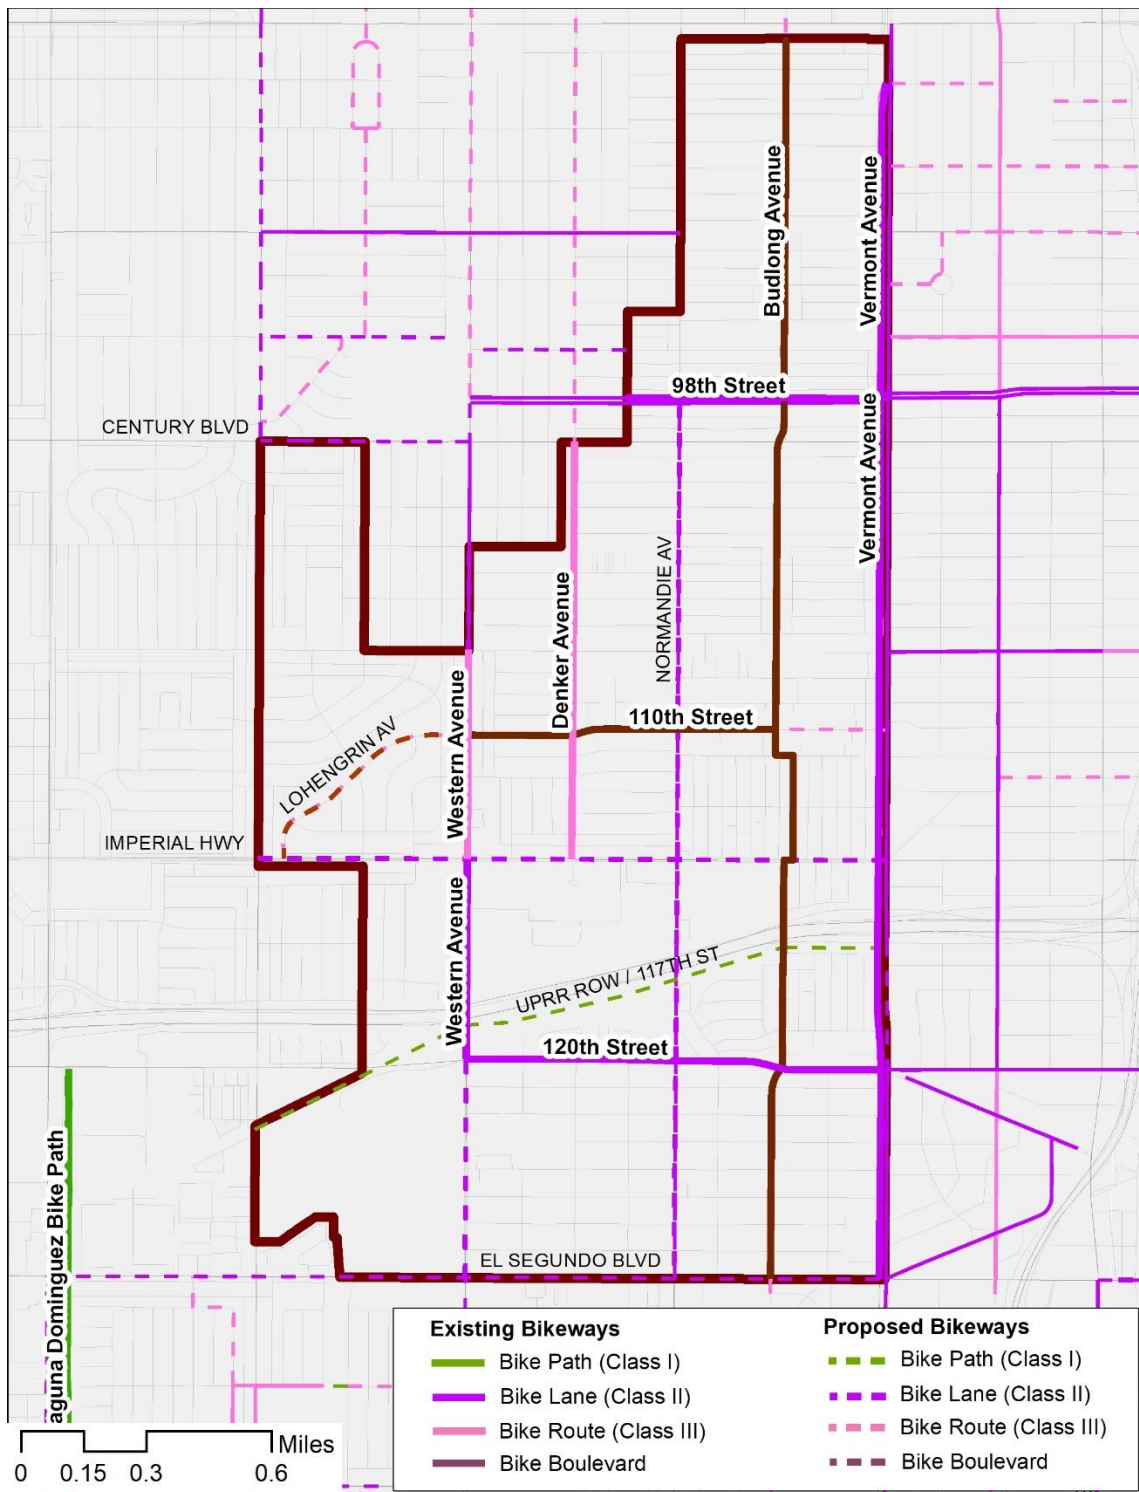 Budlong Avenue
Vermont Avenue
98th Street
CENTURY BLVD
Vermont Avenue
NORMANDIE AV
Denker Avenue
110th Street
Western Avenue
LOHENGRIN AV
IMPERIAL HWY
Western Avenue
UPRR ROW / 117TH ST
120th Street
aguna Dominguez Bike Path
EL SEGUNDO BLVD
Existing Bikeways
Bike Path (Class I)
Bike Lane (Class II)
Bike Route (Class III)
Bike Boulevard
Proposed Bikeways
Bike Path (Class I)
Bike Lane (Class II)
Bike Route (Class III)
Bike Boulevard
Miles
0 0.15 0.3 0.6